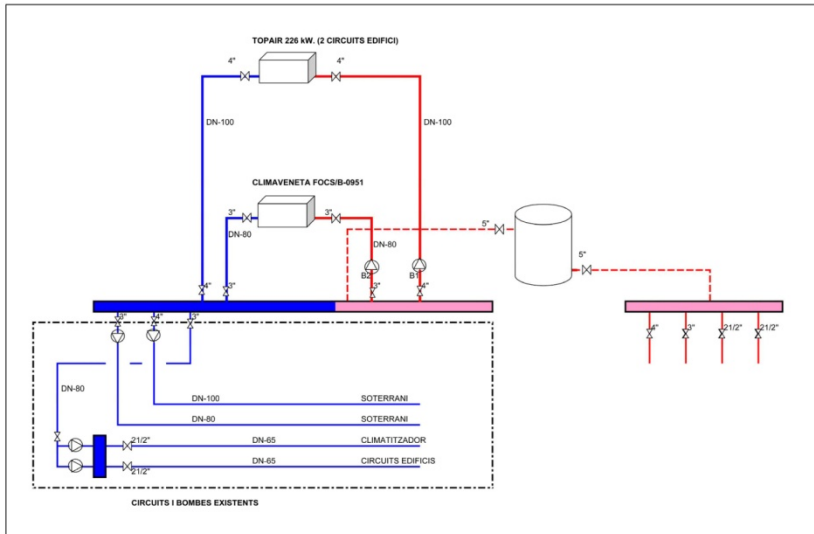 TOPAIR 226 kW. (2 CIRCUITS EDIFICI)
4"
4"
DN-100
DN-100
CLIMAVENETA FOCS/B-0951
3"
3"
DN-80
DN-80
5"
5"
B2
B1
4"
3"
3"
4"
3"
4"
3"
4"
3"
21/2"
21/2"
DN-80
DN-100
SOTERRANI
DN-80
SOTERRANI
21/2"
DN-65
CLIMATITZADOR
DN-65
CIRCUITS EDIFICIS
21/2"
CIRCUITS I BOMBES EXISTENTS